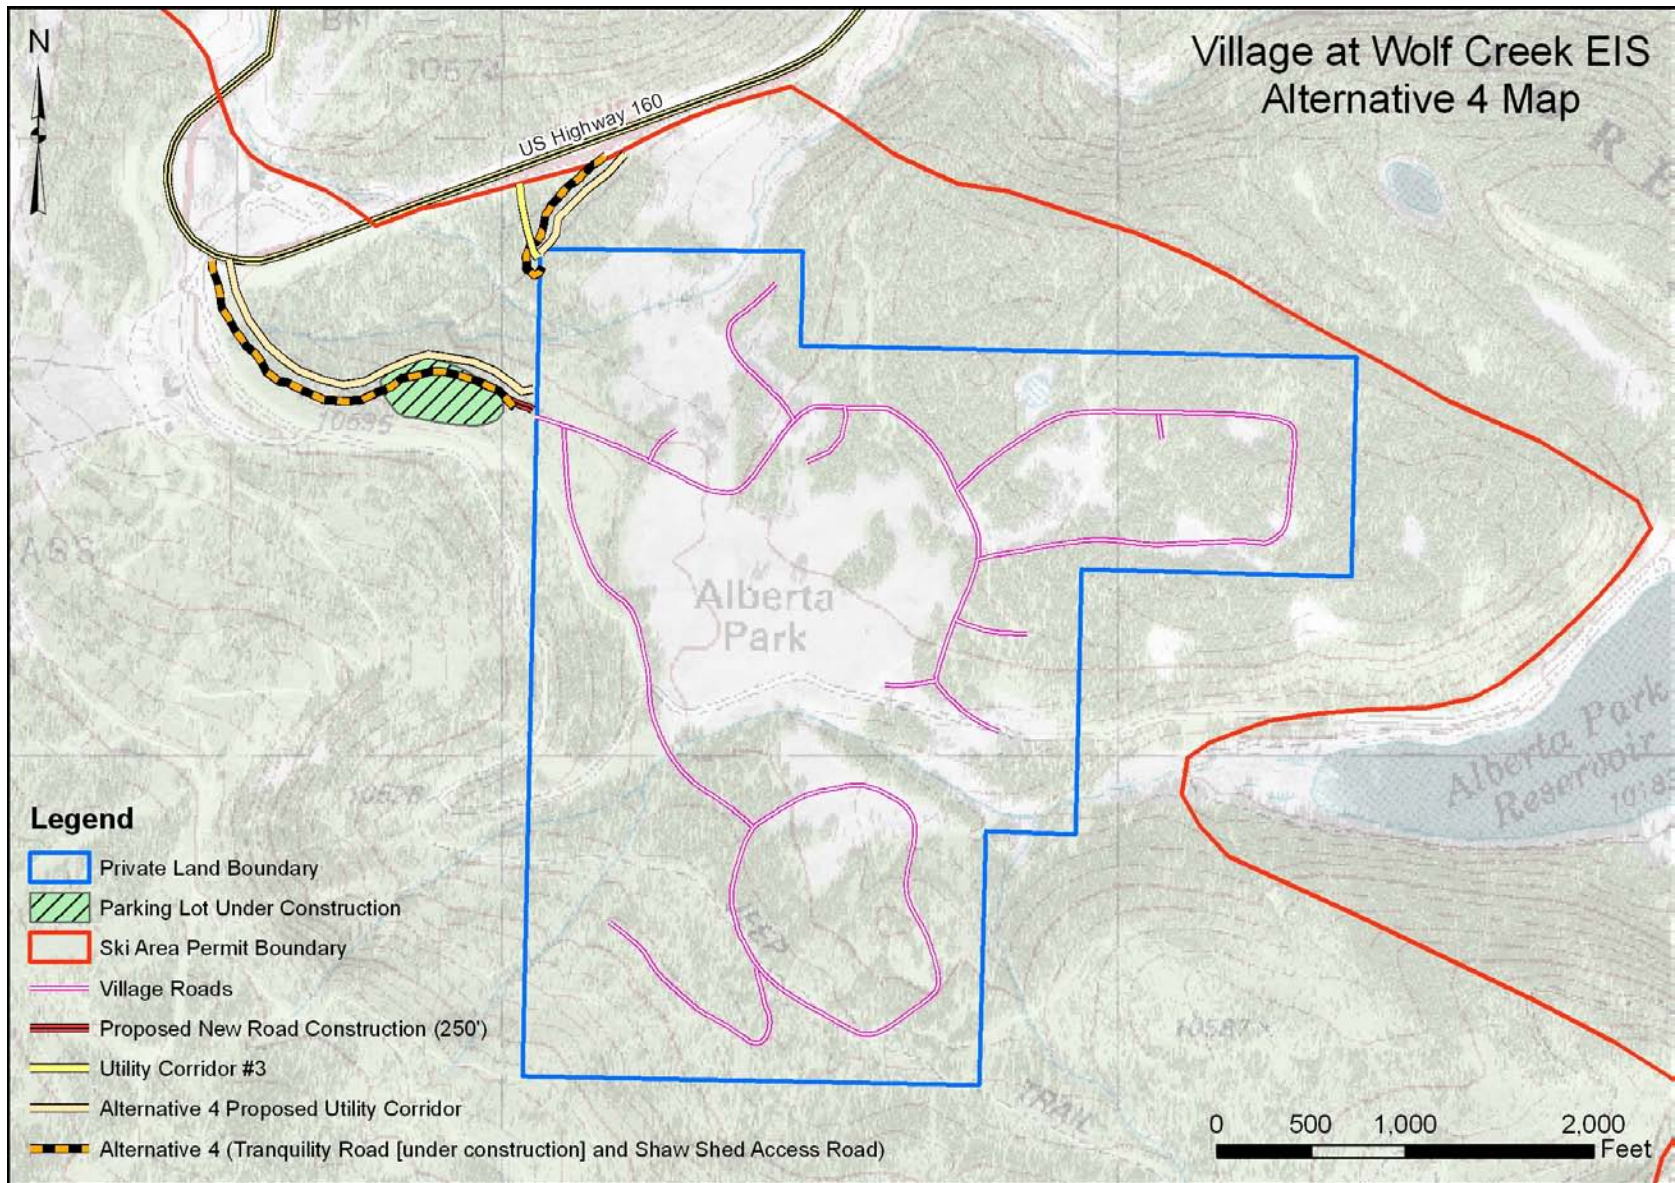 N
Village at Wolf Creek EIS
Alternative 4 Map
US Highway 160
10595
Alberta
Park
Alberta Park
Reservoir
JEEP
10587
TRAIL
Legend
Private Land Boundary
Parking Lot Under Construction
Ski Area Permit Boundary
Village Roads
Proposed New Road Construction (250')
Utility Corridor #3
Alternative 4 Proposed Utility Corridor
Alternative 4 (Tranquility Road [under construction] and Shaw Shed Access Road)
0 500 1,000 2,000
Feet